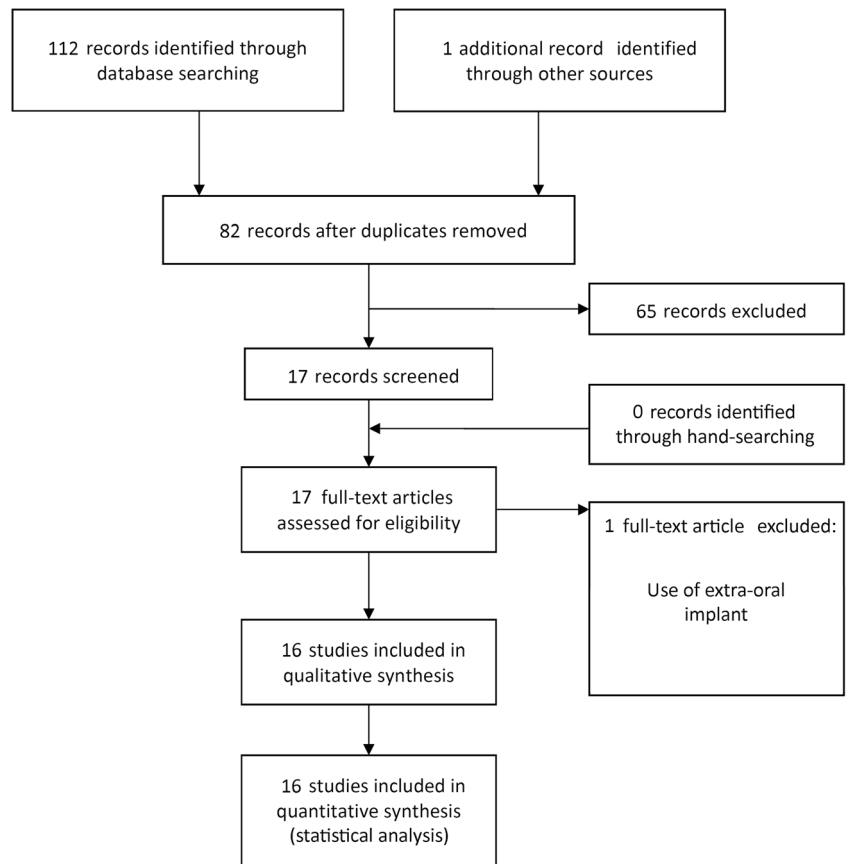 112 records identified through
database searching
1 additional record identified
through other sources
82 records after duplicates removed
65 records excluded
17 records screened
0 records identified
through hand-searching
17 full-text articles
assessed for eligibility
1 full-text article excluded:
Use of extra-oral
implant
16 studies included in
qualitative synthesis
16 studies included in
quantitative synthesis
(statistical analysis)